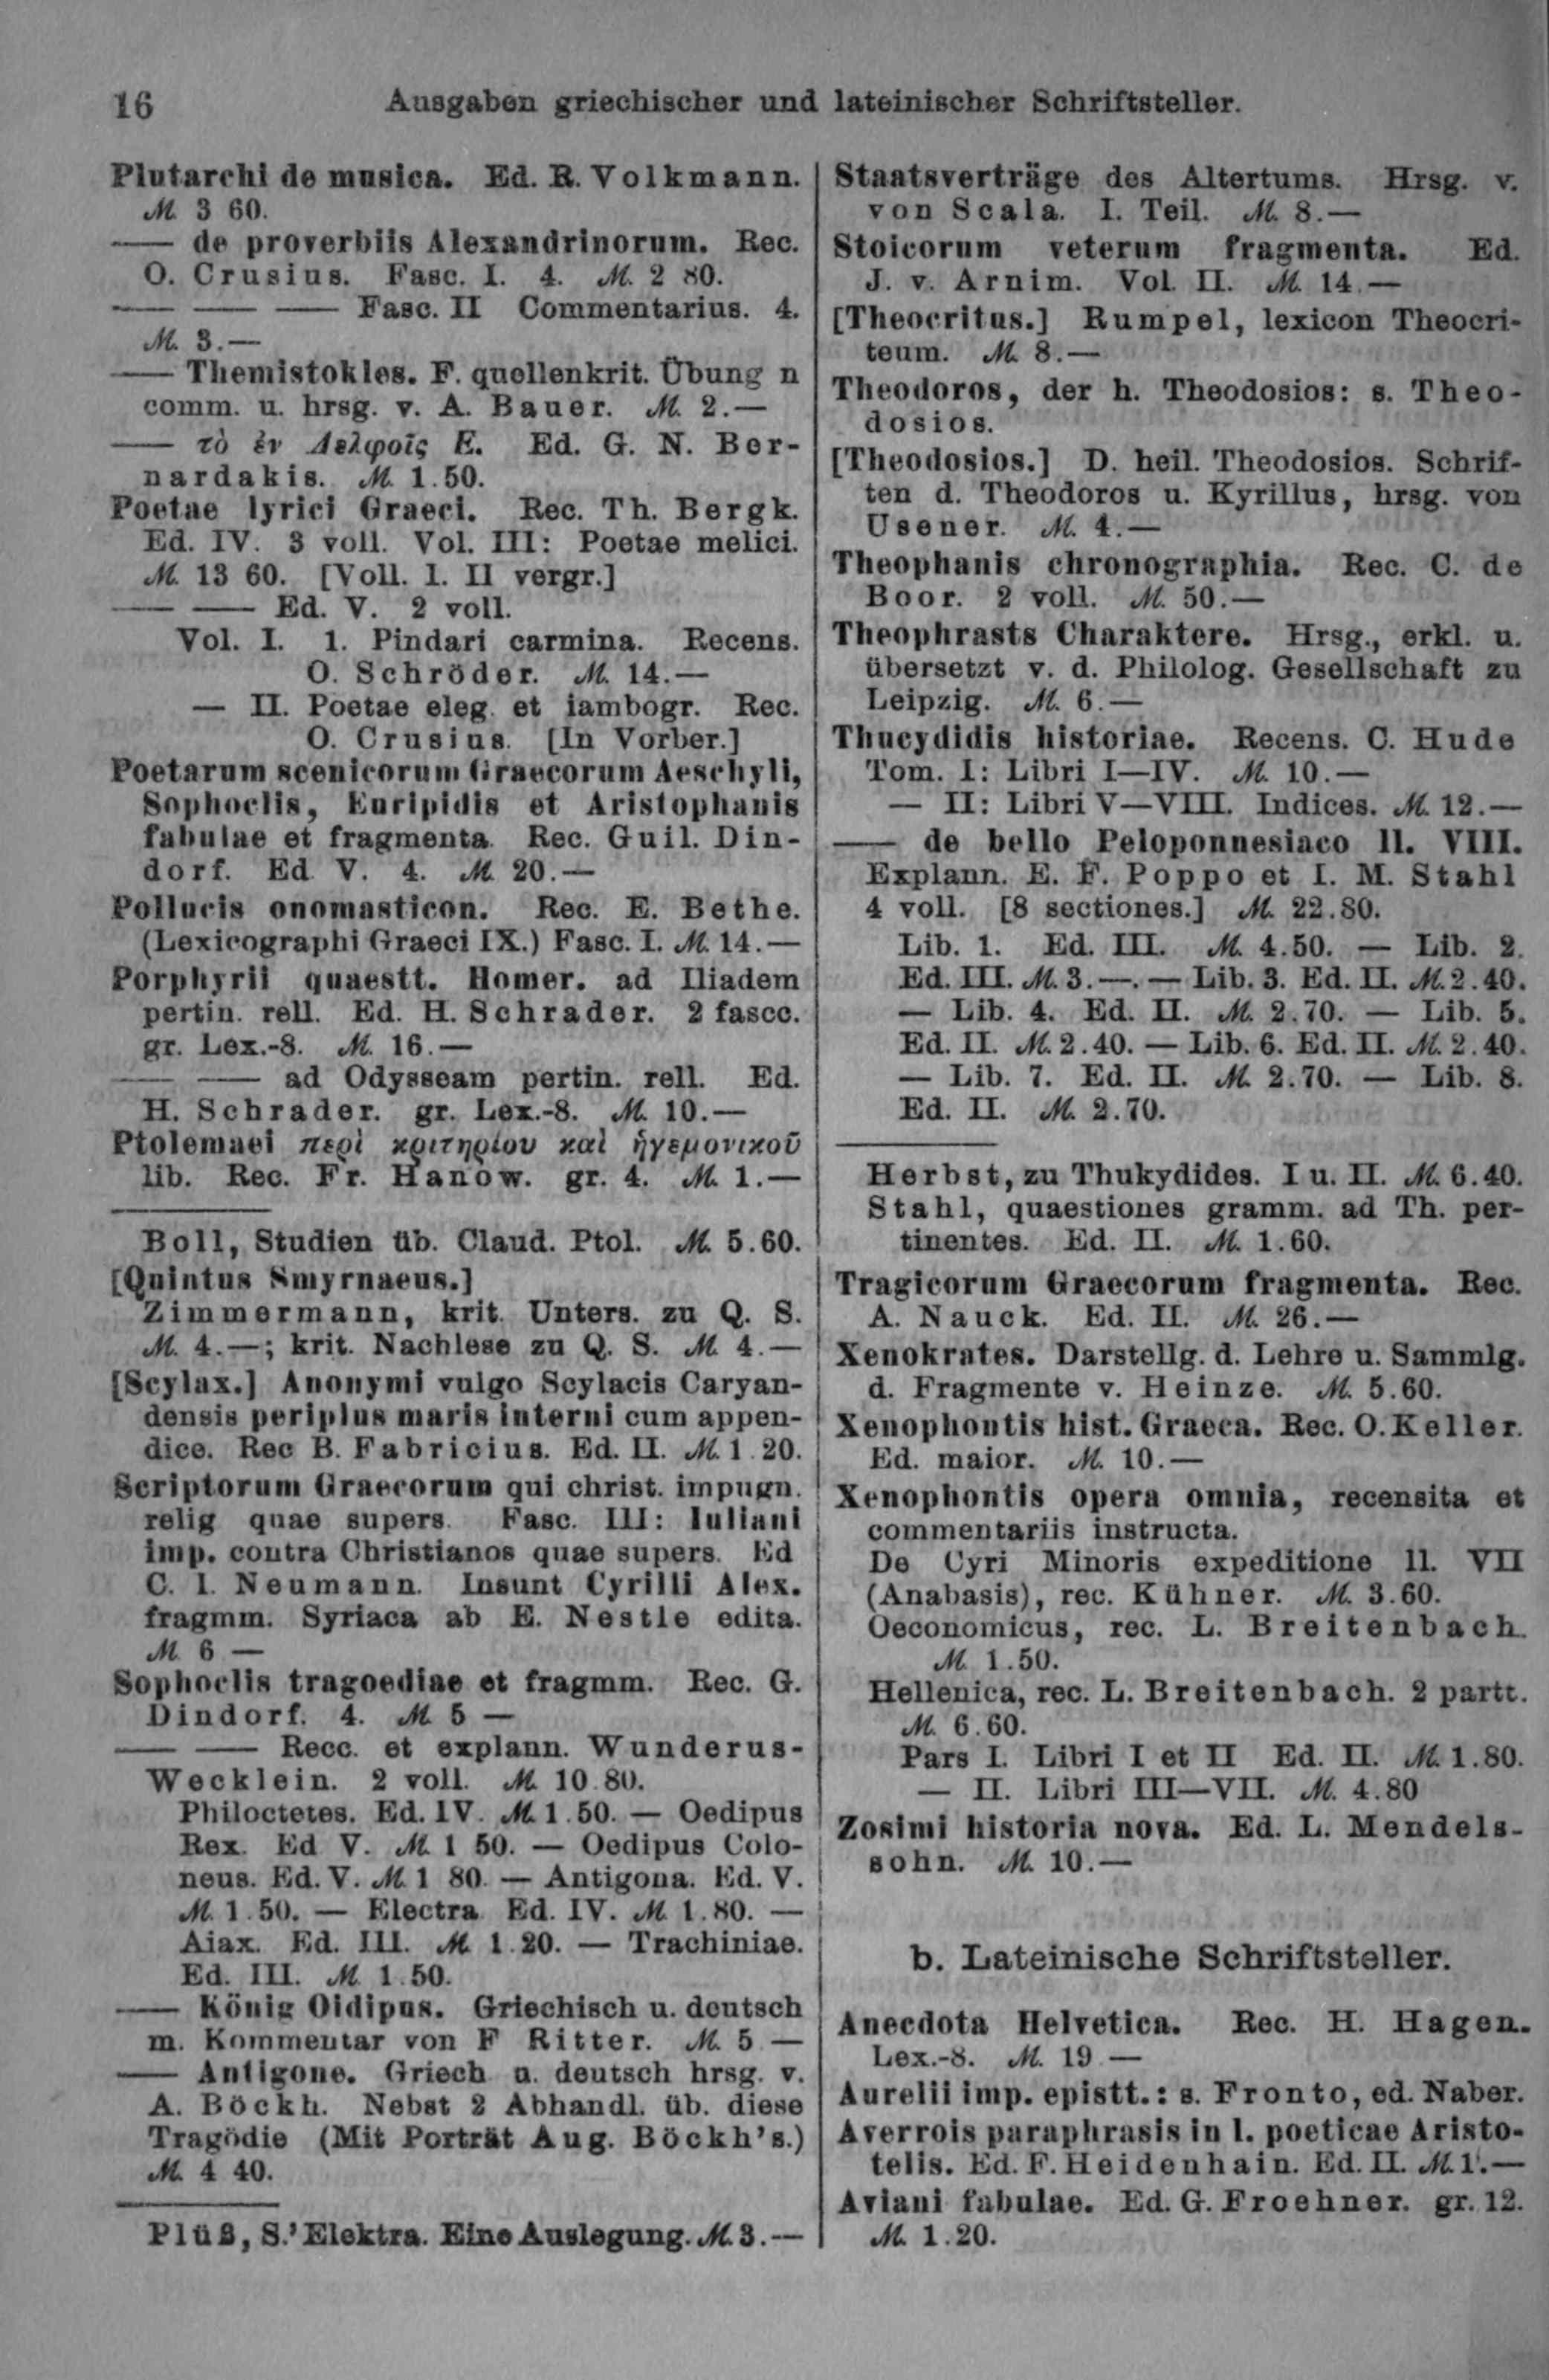 16 Ausgaben griechischer und lateinischer Schriftsteller.
Plutarchi de musica. Ed. R. Volkmann.
ℳ 3 60.
—— de proverbiis Alexandrinorum. Rec.
O. Crusius. Fasc. I. 4. ℳ. 2 80.
—— —— —— Fasc. II Commentarius. 4.
ℳ. 3.—
—— Themistokles. F. quellenkrit. Übung n
comm. u. hrsg. v. A. Bauer. ℳ. 2.—
—— τὸ ἐν Δελφοῖς E. Ed. G. N. Ber-
nardakis. ℳ. 1.50.
Poetae lyrici Graeci. Rec. Th. Bergk.
Ed. IV. 3 voll. Vol. III: Poetae melici.
ℳ. 13 60. [Voll. I. II vergr.]
—— —— Ed. V. 2 voll.
Vol. I. 1. Pindari carmina. Recens.
O. Schröder. ℳ. 14.—
— II. Poetae eleg. et iambogr. Rec.
O. Crusius. [In Vorber.]
Poetarum scenicorum Graecorum Aeschyli,
Sophoclis, Euripidis et Aristophanis
fabulae et fragmenta. Rec. Guil. Din-
dorf. Ed V. 4. ℳ 20.—
Pollucis onomasticon. Rec. E. Bethe.
(Lexicographi Graeci IX.) Fasc. I. ℳ. 14.—
Porphyrii quaestt. Homer. ad Iliadem
pertin. rell. Ed. H. Schrader. 2 fascc.
gr. Lex.-8. ℳ. 16.—
—— —— ad Odysseam pertin. rell. Ed.
H. Schrader. gr. Lex.-8. ℳ. 10.—
Ptolemaei περὶ κριτηρίου καὶ ἡγεμονικοῦ
lib. Rec. Fr. Hanow. gr. 4. ℳ. 1.—
Boll, Studien üb. Claud. Ptol. ℳ. 5.60.
[Quintus Smyrnaeus.]
Zimmermann, krit. Unters. zu Q. S.
ℳ. 4.—; krit. Nachlese zu Q. S. ℳ. 4.—
[Scylax.] Anonymi vulgo Scylacis Caryan-
densis periplus maris interni cum appen-
dice. Rec B. Fabricius. Ed. II. ℳ. 1 20.
Scriptorum Graecorum qui christ. impugn.
relig quae supers. Fasc. III: Iuliani
imp. contra Christianos quae supers. Ed
C. I. Neumann. Insunt Cyrilli Alex.
fragmm. Syriaca ab E. Nestle edita.
ℳ. 6 —
Sophoclis tragoediae et fragmm. Rec. G.
Dindorf. 4. ℳ 5 —
—— —— Recc. et explann. Wunderus-
Wecklein. 2 voll. ℳ. 10 80.
Philoctetes. Ed. IV. ℳ. 1.50. — Oedipus
Rex. Ed V. ℳ. 1 50. — Oedipus Colo-
neus. Ed. V. ℳ. 1 80. — Antigona. Ed. V.
ℳ. 1.50. — Electra Ed. IV. ℳ. 1.80. —
Aiax. Ed. III. ℳ 1.20. — Trachiniae.
Ed. III. ℳ. 1.50.
—— König Oidipus. Griechisch u. deutsch
m. Kommentar von F Ritter. ℳ. 5 —
—— Antigone. Griech u. deutsch hrsg. v.
A. Böckh. Nebst 2 Abhandl. üb. diese
Tragödie (Mit Porträt Aug. Böckh's.)
ℳ. 4 40.
Plüß, S.' Elektra. Eine Auslegung. ℳ. 3.—
Staatsverträge des Altertums. Hrsg. v.
von Scala. I. Teil. ℳ. 8.—
Stoicorum veterum fragmenta. Ed.
J. v. Arnim. Vol. II. ℳ. 14.—
[Theocritus.] Rumpel, lexicon Theocri-
teum. ℳ. 8.—
Theodoros, der h. Theodosios: s. Theo-
dosios.
[Theodosios.] D. heil. Theodosios. Schrif-
ten d. Theodoros u. Kyrillus, hrsg. von
Usener. ℳ. 4.—
Theophanis chronographia. Rec. C. de
Boor. 2 voll. ℳ. 50.—
Theophrasts Charaktere. Hrsg., erkl. u.
übersetzt v. d. Philolog. Gesellschaft zu
Leipzig. ℳ. 6.—
Thucydidis historiae. Recens. C. Hude
Tom. I: Libri I—IV. ℳ. 10.—
— II: Libri V—VIII. Indices. ℳ. 12.—
—— de bello Peloponnesiaco ll. VIII.
Explann. E. F. Poppo et I. M. Stahl
4 voll. [8 sectiones.] ℳ. 22.80.
Lib. 1. Ed. III. ℳ. 4.50. — Lib. 2.
Ed. III. ℳ. 3.—. — Lib. 3. Ed. II. ℳ. 2.40.
— Lib. 4. Ed. II. ℳ. 2.70. — Lib. 5.
Ed. II. ℳ. 2.40. — Lib. 6. Ed. II. ℳ. 2.40.
— Lib. 7. Ed. II. ℳ. 2.70. — Lib. 8.
Ed. II. ℳ. 2.70.
Herbst, zu Thukydides. I u. II. ℳ. 6.40.
Stahl, quaestiones gramm. ad Th. per-
tinentes. Ed. II. ℳ. 1.60.
Tragicorum Graecorum fragmenta. Rec.
A. Nauck. Ed. II. ℳ. 26.—
Xenokrates. Darstellg. d. Lehre u. Sammlg.
d. Fragmente v. Heinze. ℳ. 5.60.
Xenophontis hist. Graeca. Rec. O. Keller.
Ed. maior. ℳ. 10.—
Xenophontis opera omnia, recensita et
commentariis instructa.
De Cyri Minoris expeditione ll. VII
(Anabasis), rec. Kühner. ℳ. 3.60.
Oeconomicus, rec. L. Breitenbach.
ℳ. 1.50.
Hellenica, rec. L. Breitenbach. 2 partt.
ℳ. 6.60.
Pars I. Libri I et II Ed. II. ℳ. 1.80.
— II. Libri III—VII. ℳ. 4.80
Zosimi historia nova. Ed. L. Mendels-
sohn. ℳ. 10.—
b. Lateinische Schriftsteller.
Anecdota Helvetica. Rec. H. Hagen.
Lex.-8. ℳ. 19 —
Aurelii imp. epistt.: s. Fronto, ed. Naber.
Averrois paraphrasis in l. poeticae Aristo-
telis. Ed. F. Heidenhain. Ed. II. ℳ. 1.—
Aviani fabulae. Ed. G. Froehner. gr. 12.
ℳ. 1.20.